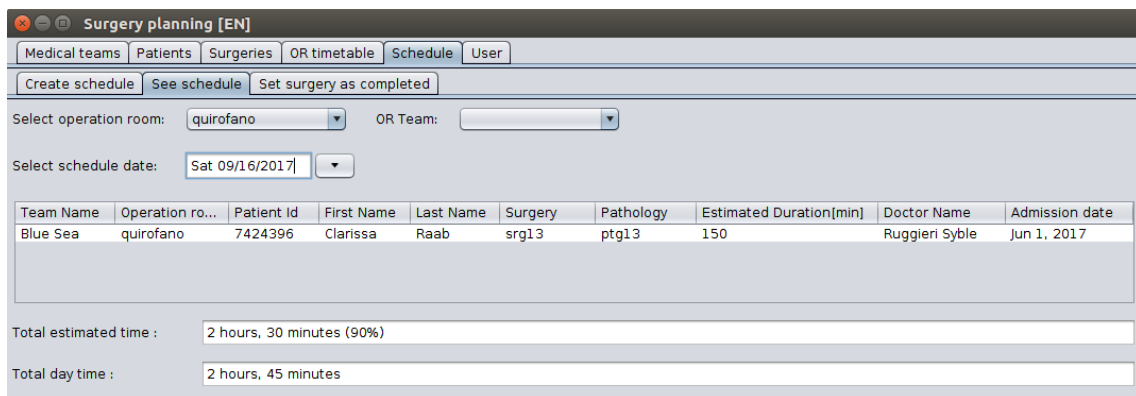 Surgery planning [EN]
Medical teams Patients Surgeries OR timetable Schedule User
Create schedule See schedule Set surgery as completed
Select operation room: quirofano OR Team:
Select schedule date: Sat 09/16/2017
Team Name Operation ro... Patient Id First Name Last Name Surgery Pathology Estimated Duration[min] Doctor Name Admission date
Blue Sea quirofano 7424396 Clarissa Raab srg13 ptg13 150 Ruggieri Syble Jun 1, 2017
Total estimated time : 2 hours, 30 minutes (90%)
Total day time : 2 hours, 45 minutes